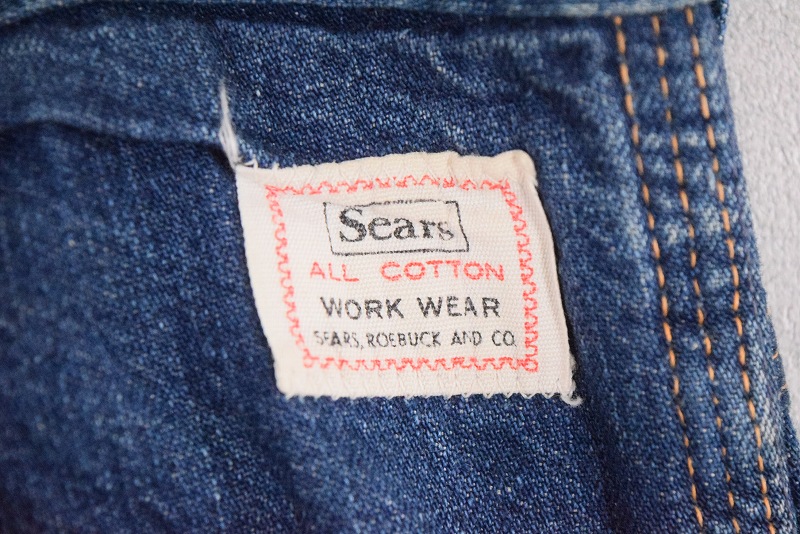 Sears
ALL COTTON
WORK WEAR
SEARS, ROEBUCK AND CO.